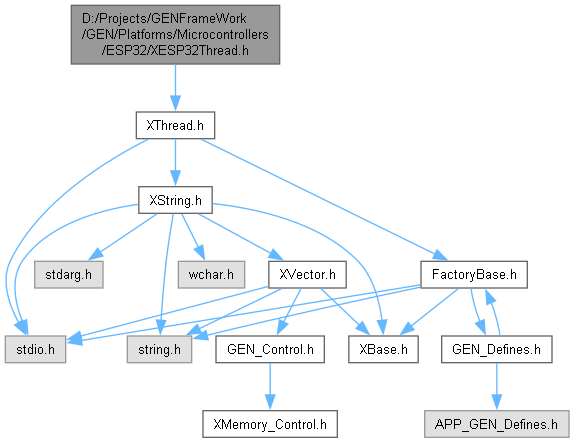 D:/Projects/GENFrameWork
/GEN/Platforms/Microcontrollers
/ESP32/XESP32Thread.h
XThread.h
XString.h
stdarg.h
wchar.h
XVector.h
FactoryBase.h
stdio.h
string.h
GEN_Control.h
XBase.h
GEN_Defines.h
XMemory_Control.h
APP_GEN_Defines.h